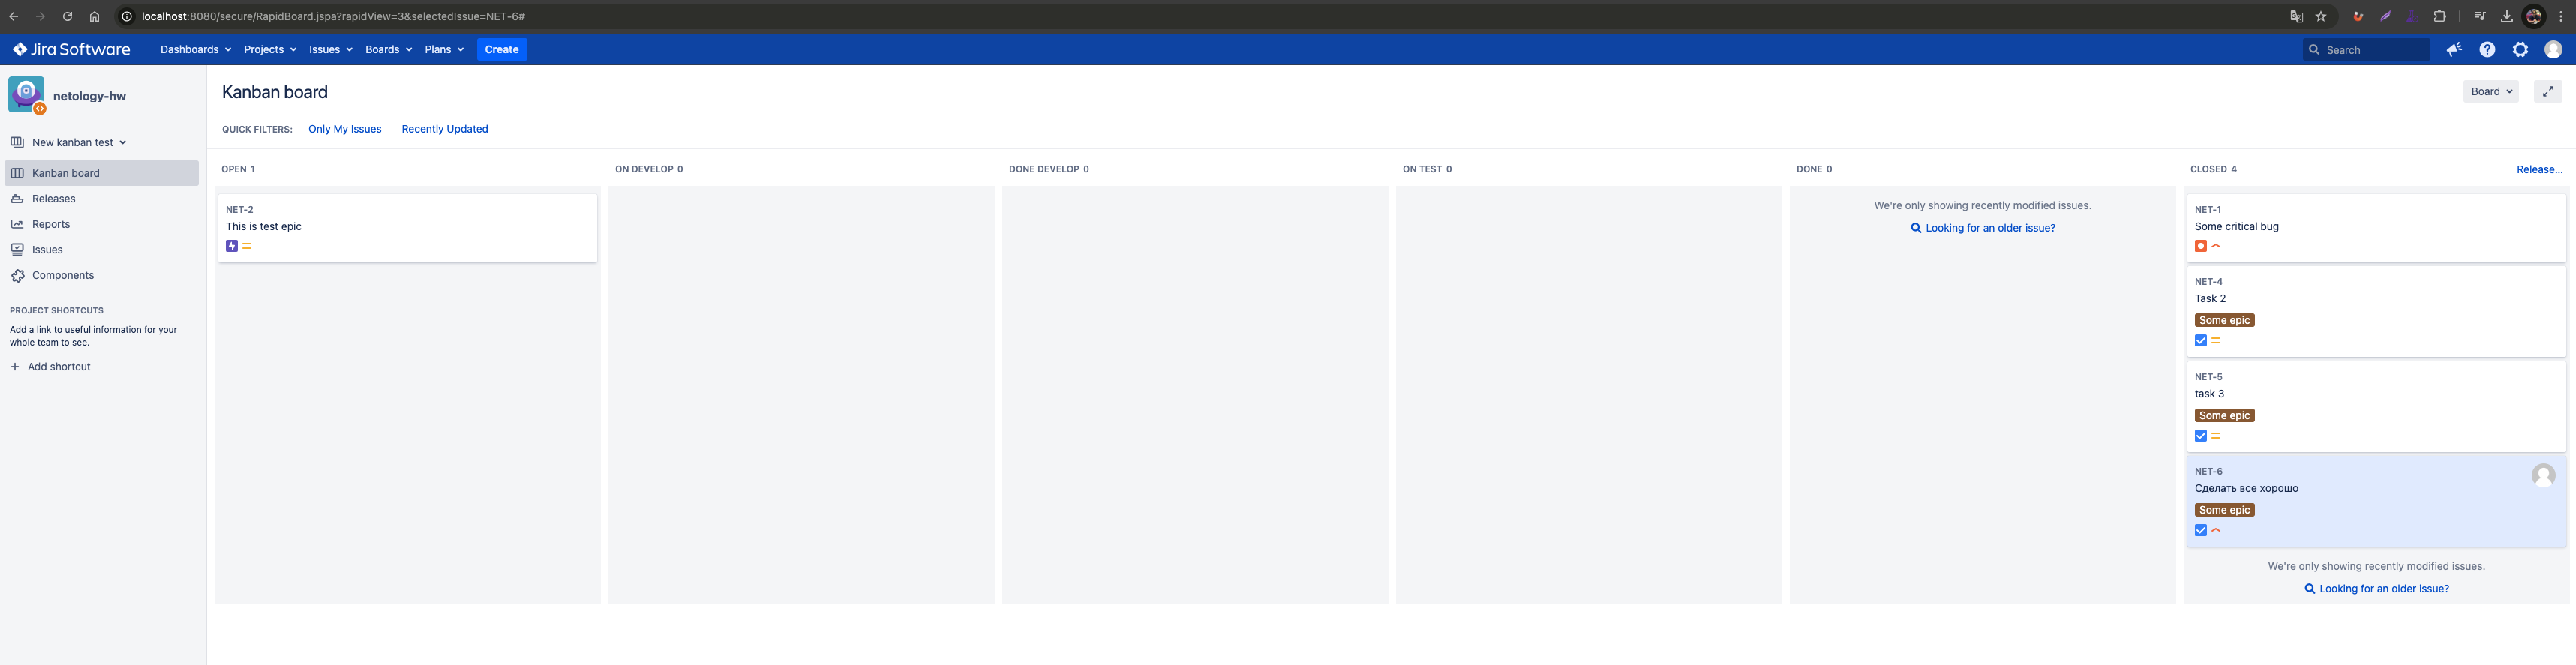 localhost:8080/secure/RapidBoard.jspa?rapidView=3&selectedIssue=NET-6#
Jira Software Dashboards Projects Issues Boards Plans Create Search
netology-hw
New kanban test
Kanban board
Releases
Reports
Issues
Components
PROJECT SHORTCUTS
Add a link to useful information for your
whole team to see.
+ Add shortcut
Kanban board
Board
QUICK FILTERS: Only My Issues Recently Updated
OPEN 1
NET-2
This is test epic
ON DEVELOP 0
DONE DEVELOP 0
ON TEST 0
DONE 0
We're only showing recently modified issues.
Looking for an older issue?
CLOSED 4 Release...
NET-1
Some critical bug
NET-4
Task 2
Some epic
NET-5
task 3
Some epic
NET-6
Сделать все хорошо
Some epic
We're only showing recently modified issues.
Looking for an older issue?